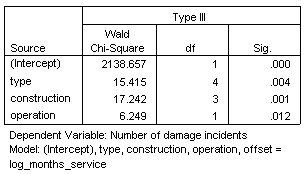 Type III
Source Wald Chi-Square df Sig.
(Intercept) 2138.657 1 .000
type 15.415 4 .004
construction 17.242 3 .001
operation 6.249 1 .012
Dependent Variable: Number of damage incidents
Model: (Intercept), type, construction, operation, offset =
log_months_service